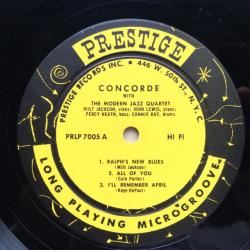 PRESTIGE
PRESTIGE RECORDS INC. • 446 W. 50th ST., N.Y.C.
CONCORDE
WITH
THE MODERN JAZZ QUARTET
MILT JACKSON, vibes; JOHN LEWIS, piano
PERCY HEATH, bass; CONNIE KAY, drums
PRLP 7005 A
HI FI
1. RALPH'S NEW BLUES
(Milt Jackson)
2. ALL OF YOU
(Cole Porter)
3. I'LL REMEMBER APRIL
(Raye-DePaul)
LONG PLAYING MICROGROOVE